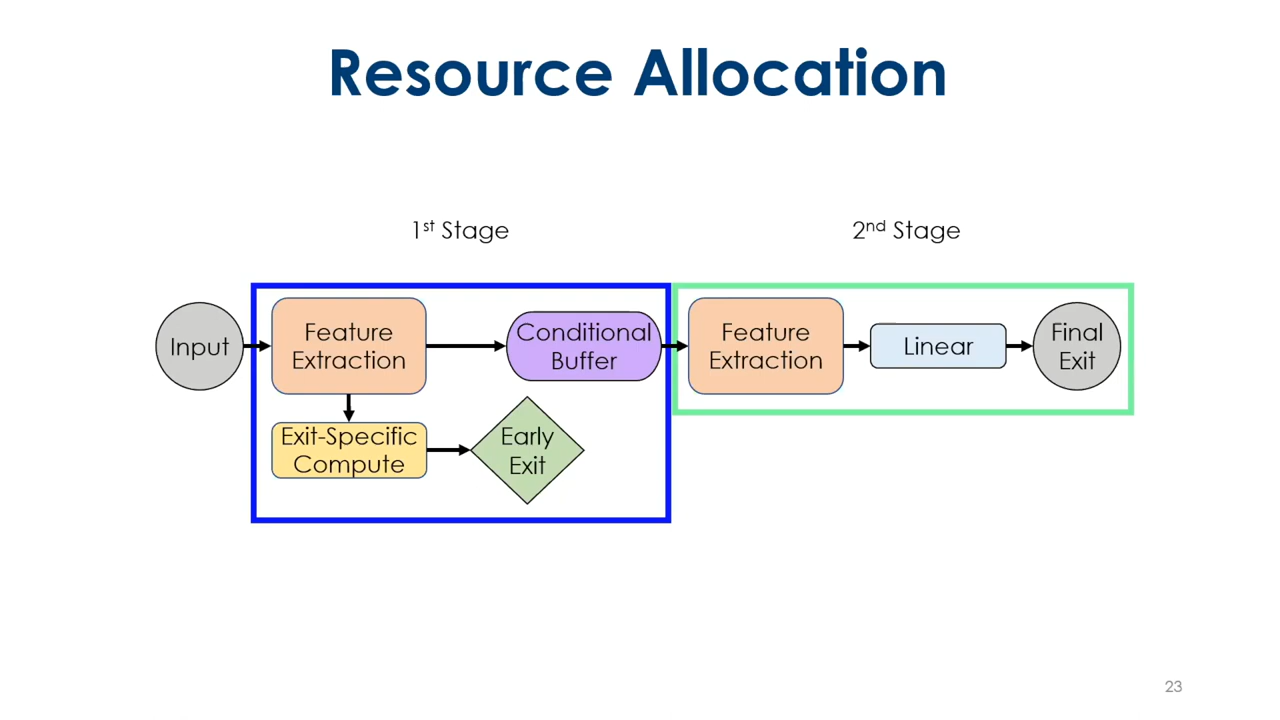 Resource Allocation
1st Stage
2nd Stage
Input
Feature
Extraction
Conditional
Buffer
Feature
Extraction
Linear
Final
Exit
Exit-Specific
Compute
Early
Exit
23